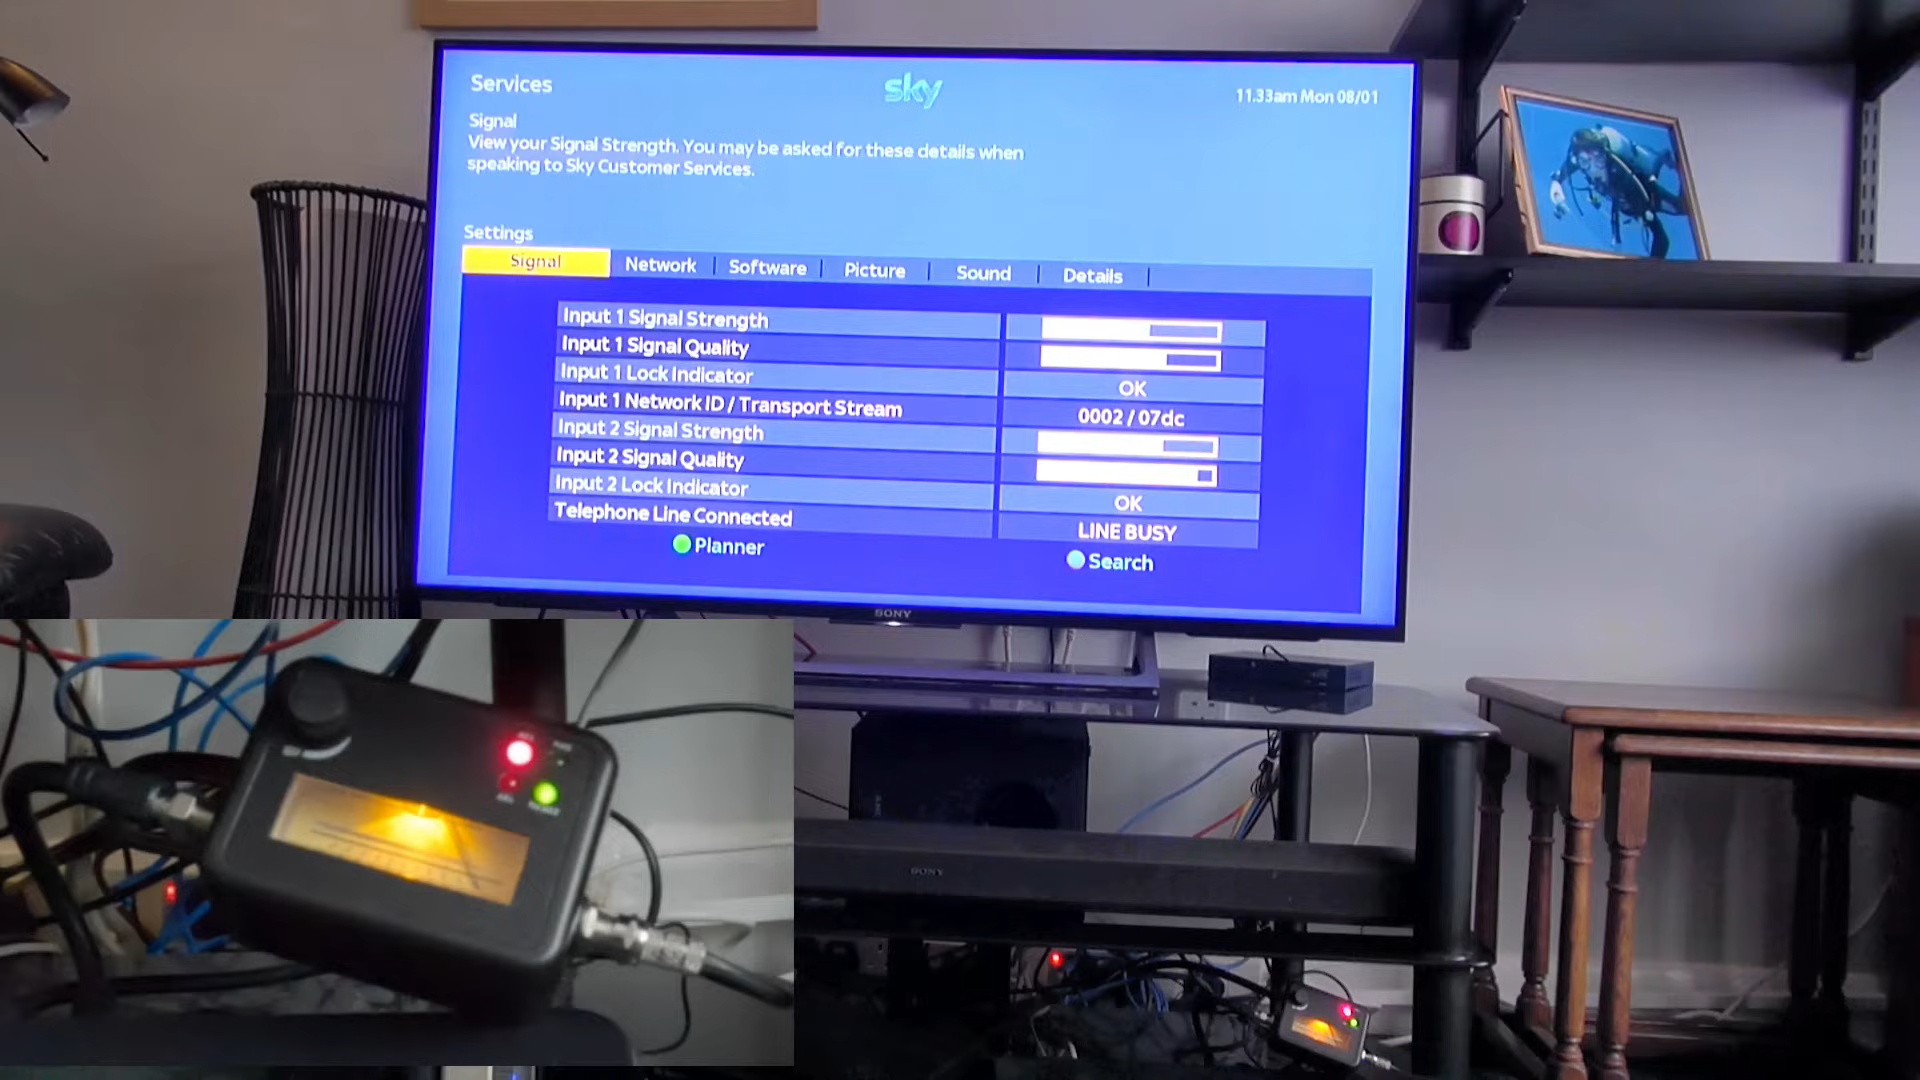 Services
sky
11.33am Mon 08/01
Signal
View your Signal Strength. You may be asked for these details when
speaking to Sky Customer Services.
Settings
Signal Network Software Picture Sound Details
Input 1 Signal Strength
Input 1 Signal Quality
Input 1 Lock Indicator OK
Input 1 Network ID / Transport Stream 0002 / 07dc
Input 2 Signal Strength
Input 2 Signal Quality
Input 2 Lock Indicator OK
Telephone Line Connected LINE BUSY
Planner Search
SONY
SONY